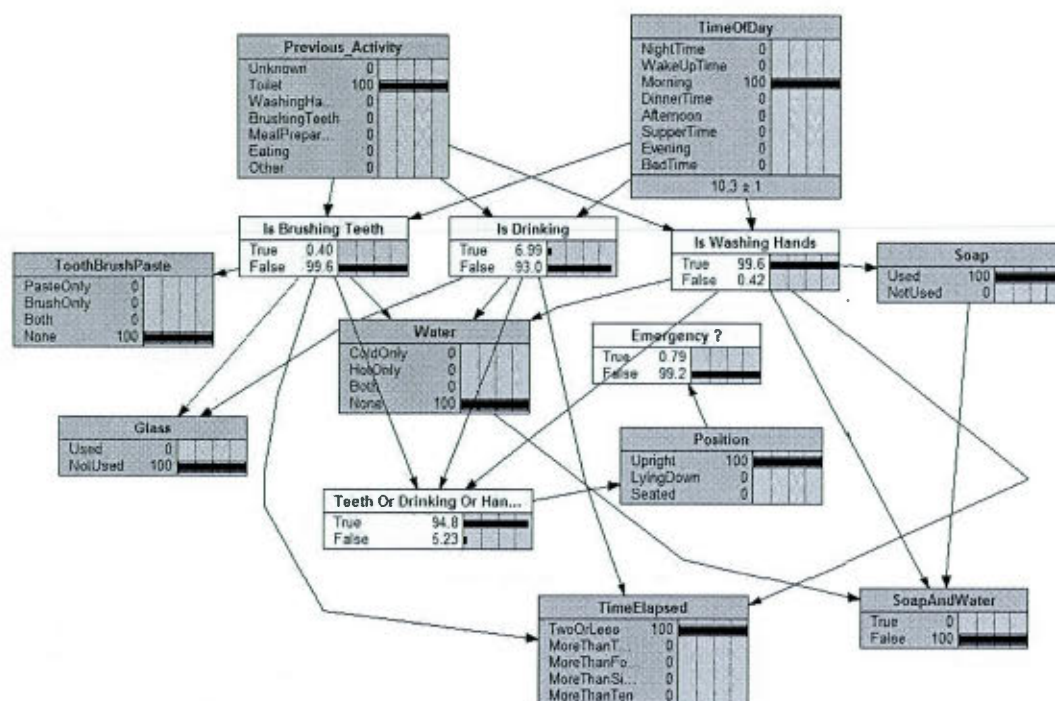 Previous_Activity
Unknown 0
Toilet 100
WashingHa... 0
BrushingTeeth 0
MealPrepar... 0
Eating 0
Other 0
TimeOfDay
NightTime 0
WakeUpTime 0
Morning 100
DinnerTime 0
Afternoon 0
SupperTime 0
Evening 0
BedTime 0
10.3 ± 1
Is Brushing Teeth
True 0.40
False 99.6
Is Drinking
True 6.99
False 93.0
Is Washing Hands
True 99.6
False 0.42
Soap
Used 100
NotUsed 0
ToothBrushPaste
PasteOnly 0
BrushOnly 0
Both 0
None 100
Water
ColdOnly 0
HotOnly 0
Both 0
None 100
Emergency ?
True 0.79
False 99.2
Glass
Used 0
NotUsed 100
Position
Upright 100
LyingDown 0
Seated 0
Teeth Or Drinking Or Han...
True 94.8
False 5.23
TimeElapsed
TwoOrLess 100
MoreThanT... 0
MoreThanFo... 0
MoreThanSi... 0
MoreThanTen 0
SoapAndWater
True 0
False 100